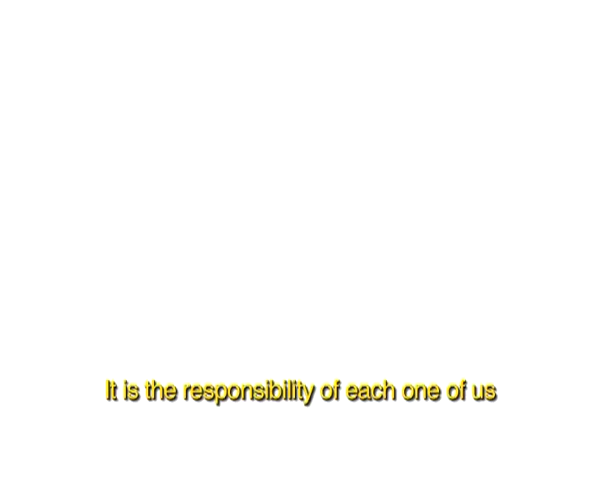 It is the responsibility of each one of us